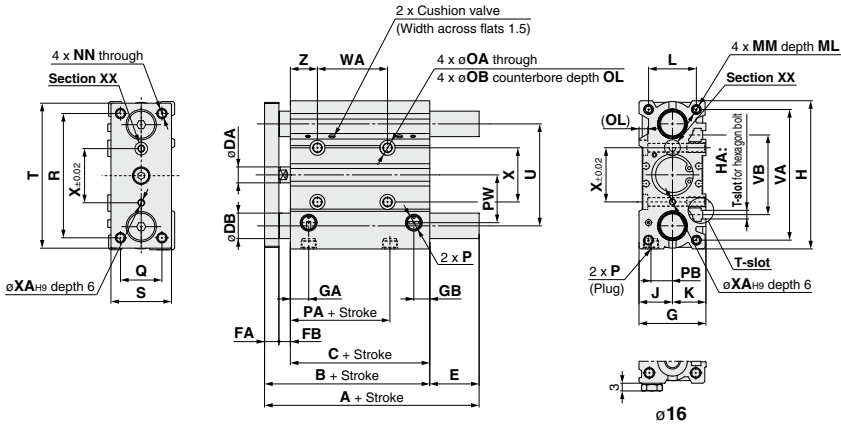 2 x Cushion valve
(Width across flats 1.5)
4 x NN through
Section XX
Z
WA
4 x øOA through
4 x øOB counterbore depth OL
L
4 x MM depth ML
Section XX
(OL)
T
R
X±0.02
øDA
øDB
PW
X
U
X±0.02
HA:
T-slot for hexagon bolt
VB
VA
H
Q
S
øXAH9 depth 6
2 x P
GA
GB
PA + Stroke
FA
FB
C + Stroke
B + Stroke
E
A + Stroke
2 x P
(Plug)
PB
J
K
G
T-slot
øXAH9 depth 6
3
ø16